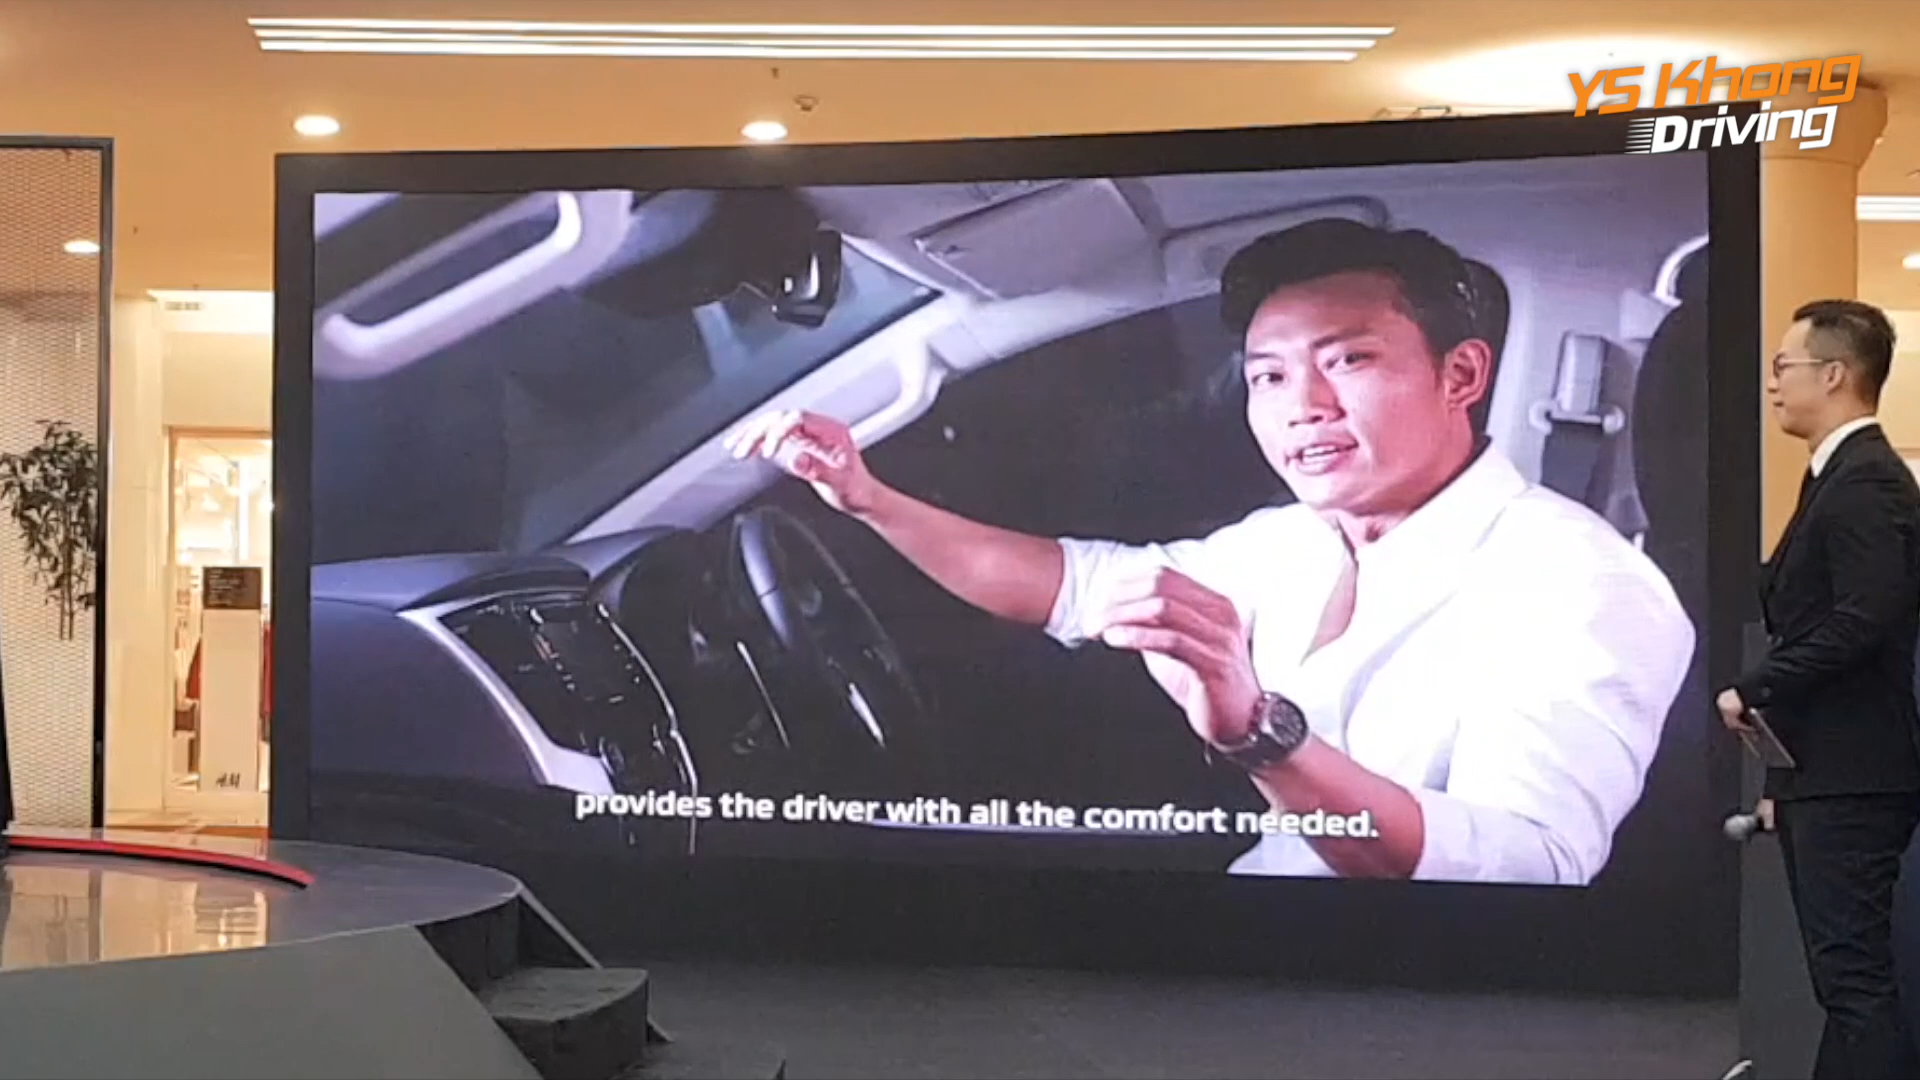 YS Khong
Driving
provides the driver with all the comfort needed.
H&M